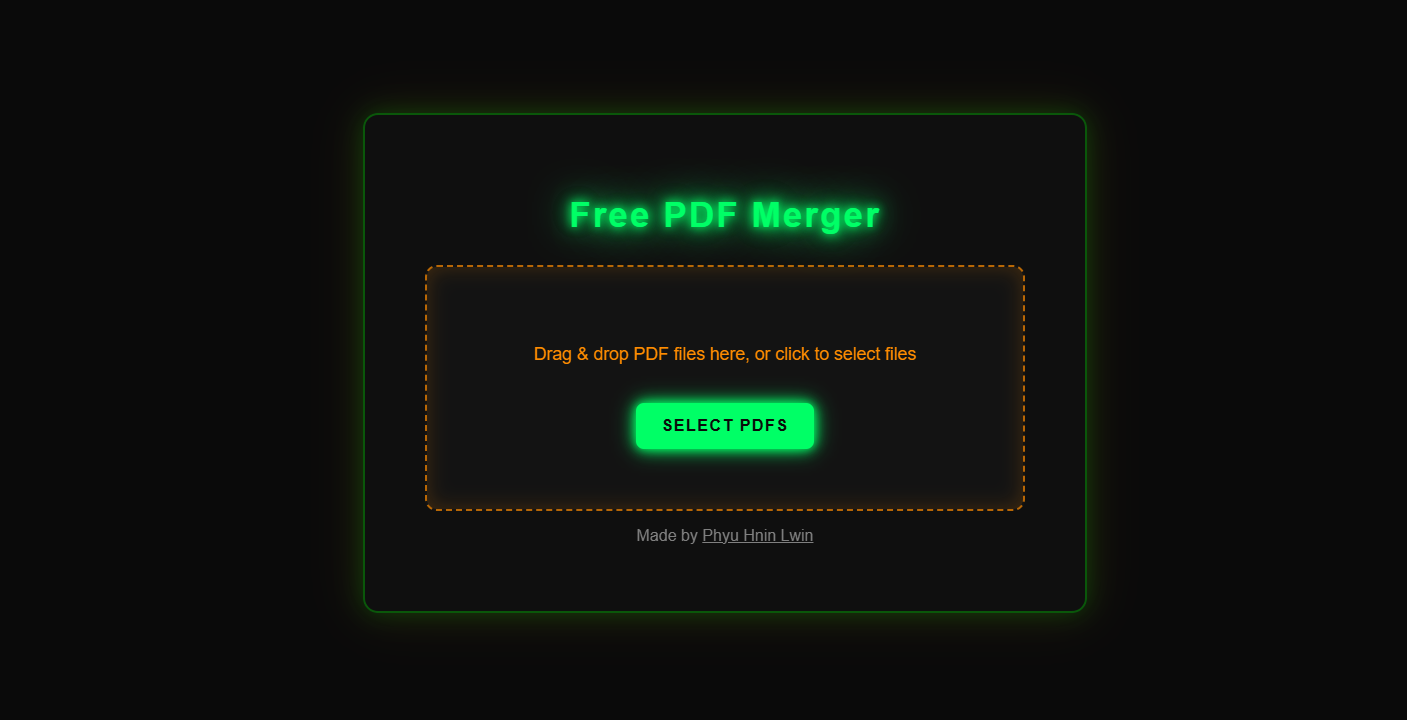 Free PDF Merger
Drag & drop PDF files here, or click to select files
SELECT PDFS
Made by Phyu Hnin Lwin